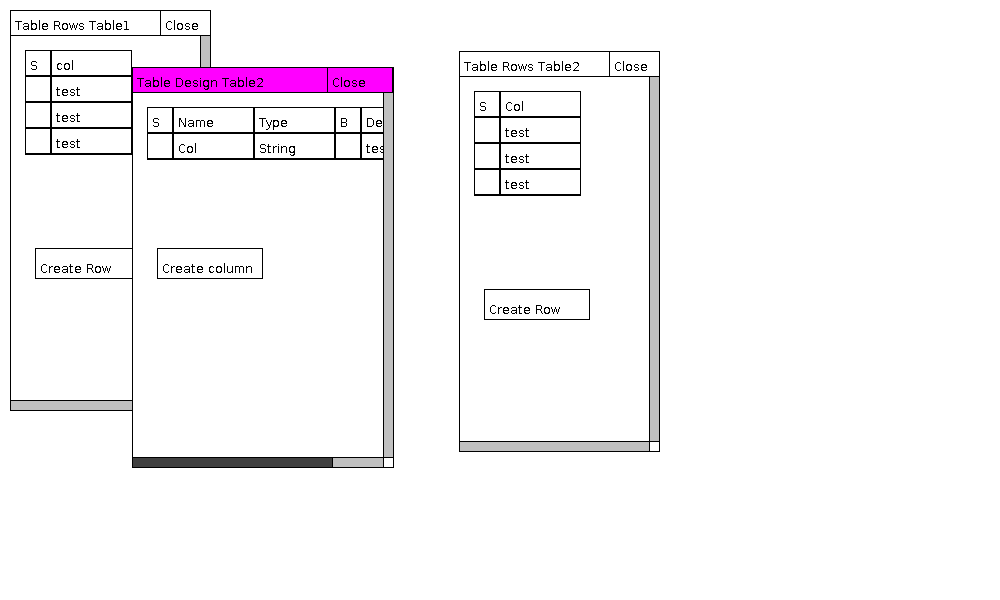 Table Rows Table1 Close
S col
test
test
test
Create Row
Table Design Table2 Close
S Name Type B De
Col String tes
Create column
Table Rows Table2 Close
S Col
test
test
test
Create Row